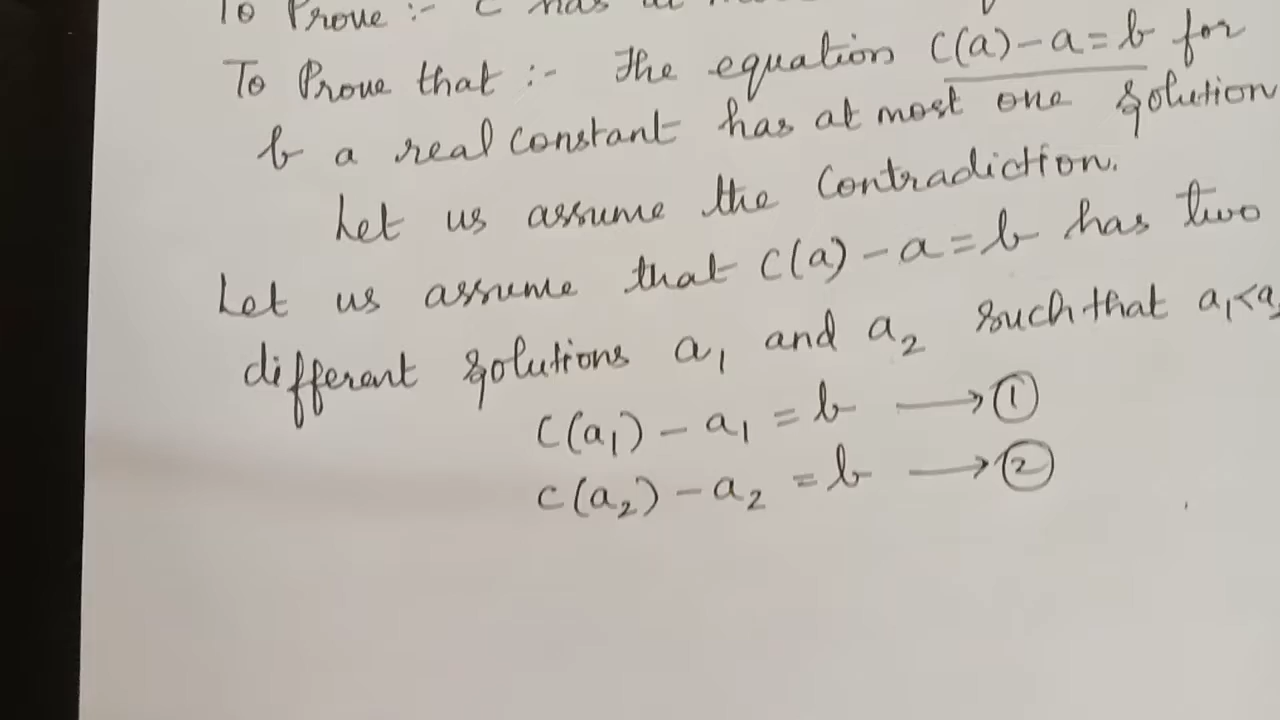 To Prove :- C has at
To Prove that :- The equation C(a) - a = b for
b a real constant has at most one solution
Let us assume the contradiction.
Let us assume that C(a) - a = b has two
different solutions a₁ and a₂ such that a₁<a₂
C(a₁) - a₁ = b → ①
C(a₂) - a₂ = b → ②